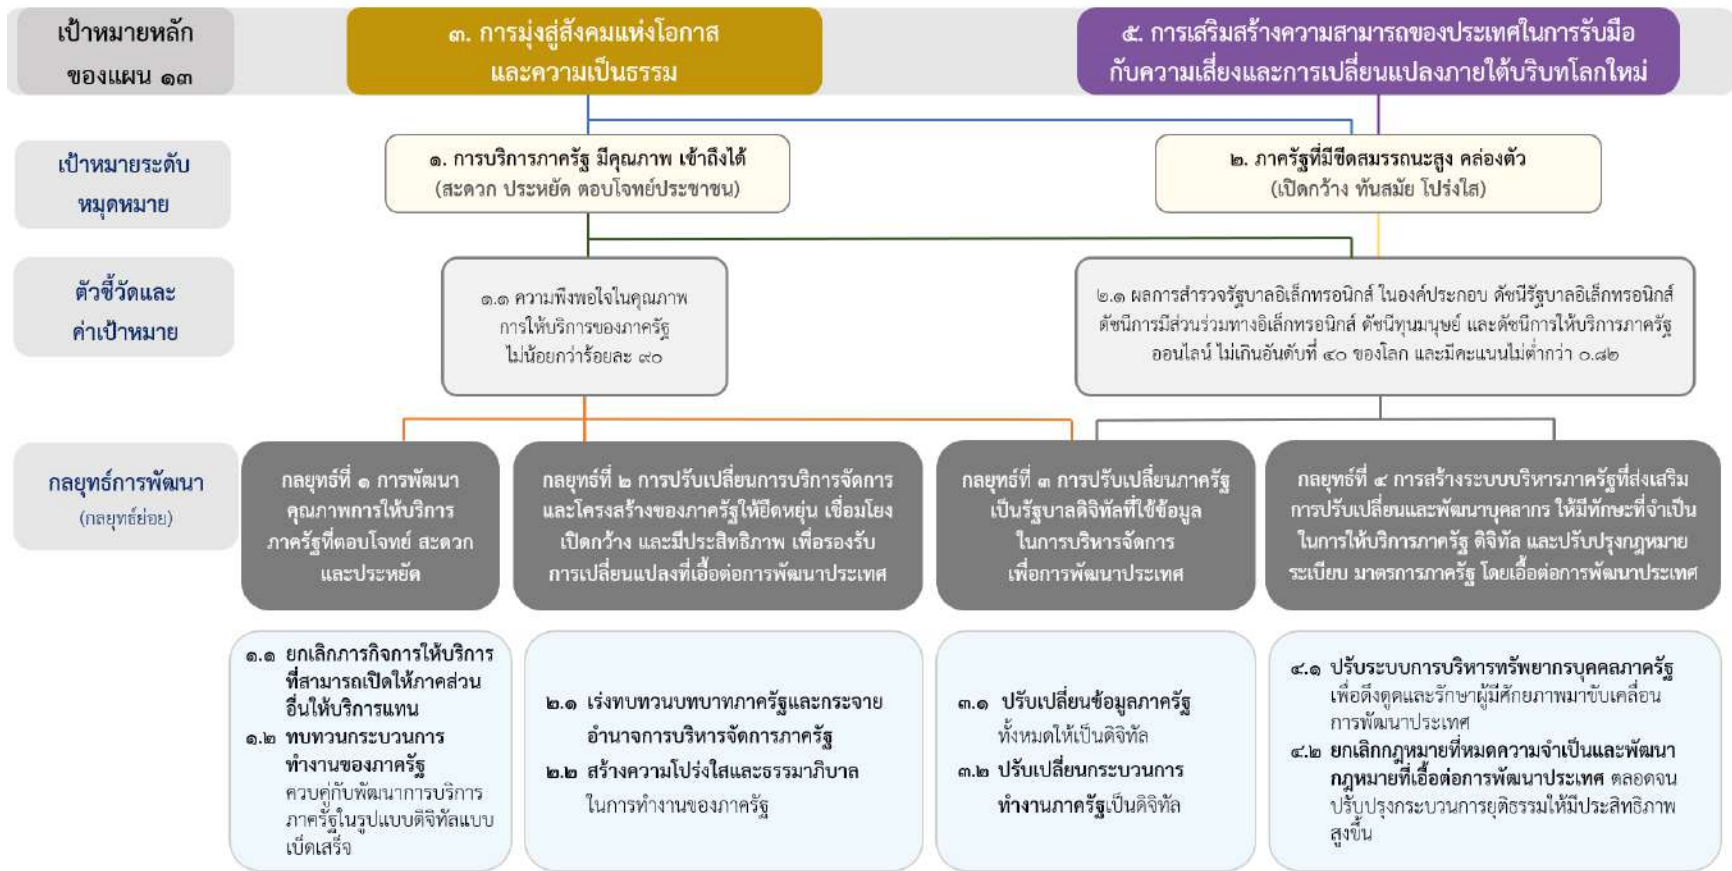 เป้าหมายหลัก
ของแผน ๑๓
๓. การมุ่งสู่สังคมแห่งโอกาส
และความเป็นธรรม
๕. การเสริมสร้างความสามารถของประเทศในการรับมือ
กับความเสี่ยงและการเปลี่ยนแปลงภายใต้บริบทโลกใหม่
เป้าหมายระดับ
หมุดหมาย
๑. การบริการภาครัฐ มีคุณภาพ เข้าถึงได้
(สะดวก ประหยัด ตอบโจทย์ประชาชน)
๒. ภาครัฐที่มีขีดสมรรถนะสูง คล่องตัว
(เปิดกว้าง ทันสมัย โปร่งใส)
ตัวชี้วัดและ
ค่าเป้าหมาย
๑.๑ ความพึงพอใจในคุณภาพ
การให้บริการของภาครัฐ
ไม่น้อยกว่าร้อยละ ๙๐
๒.๑ ผลการสำรวจรัฐบาลอิเล็กทรอนิกส์ ในองค์ประกอบ ดัชนีรัฐบาลอิเล็กทรอนิกส์
ดัชนีการมีส่วนร่วมทางอิเล็กทรอนิกส์ ดัชนีทุนมนุษย์ และดัชนีการให้บริการภาครัฐ
ออนไลน์ ไม่เกินอันดับที่ ๔๐ ของโลก และมีคะแนนไม่ต่ำกว่า ๐.๘๒
กลยุทธ์การพัฒนา
(กลยุทธ์ย่อย)
กลยุทธ์ที่ ๑ การพัฒนา
คุณภาพการให้บริการ
ภาครัฐที่ตอบโจทย์ สะดวก
และประหยัด
กลยุทธ์ที่ ๒ การปรับเปลี่ยนการบริการจัดการ
และโครงสร้างของภาครัฐให้ยืดหยุ่น เชื่อมโยง
เปิดกว้าง และมีประสิทธิภาพ เพื่อรองรับ
การเปลี่ยนแปลงที่เอื้อต่อการพัฒนาประเทศ
กลยุทธ์ที่ ๓ การปรับเปลี่ยนภาครัฐ
เป็นรัฐบาลดิจิทัลที่ใช้ข้อมูล
ในการบริหารจัดการ
เพื่อการพัฒนาประเทศ
กลยุทธ์ที่ ๔ การสร้างระบบบริหารภาครัฐที่ส่งเสริม
การปรับเปลี่ยนและพัฒนาบุคลากร ให้มีทักษะที่จำเป็น
ในการให้บริการภาครัฐ ดิจิทัล และปรับปรุงกฎหมาย
ระเบียบ มาตรการภาครัฐ โดยเอื้อต่อการพัฒนาประเทศ
๑.๑ ยกเลิกภารกิจการให้บริการ
ที่สามารถเปิดให้ภาคส่วน
อื่นให้บริการแทน
๑.๒ ทบทวนกระบวนการ
ทำงานของภาครัฐ
ควบคู่กับพัฒนาการบริการ
ภาครัฐในรูปแบบดิจิทัลแบบ
เบ็ดเสร็จ
๒.๑ เร่งทบทวนบทบาทภาครัฐและกระจาย
อำนาจการบริหารจัดการภาครัฐ
๒.๒ สร้างความโปร่งใสและธรรมาภิบาล
ในการทำงานของภาครัฐ
๓.๑ ปรับเปลี่ยนข้อมูลภาครัฐ
ทั้งหมดให้เป็นดิจิทัล
๓.๒ ปรับเปลี่ยนกระบวนการ
ทำงานภาครัฐเป็นดิจิทัล
๔.๑ ปรับระบบการบริหารทรัพยากรบุคคลภาครัฐ
เพื่อดึงดูดและรักษาผู้มีศักยภาพมาขับเคลื่อน
การพัฒนาประเทศ
๔.๒ ยกเลิกกฎหมายที่หมดความจำเป็นและพัฒนา
กฎหมายที่เอื้อต่อการพัฒนาประเทศ ตลอดจน
ปรับปรุงกระบวนการยุติธรรมให้มีประสิทธิภาพ
สูงขึ้น